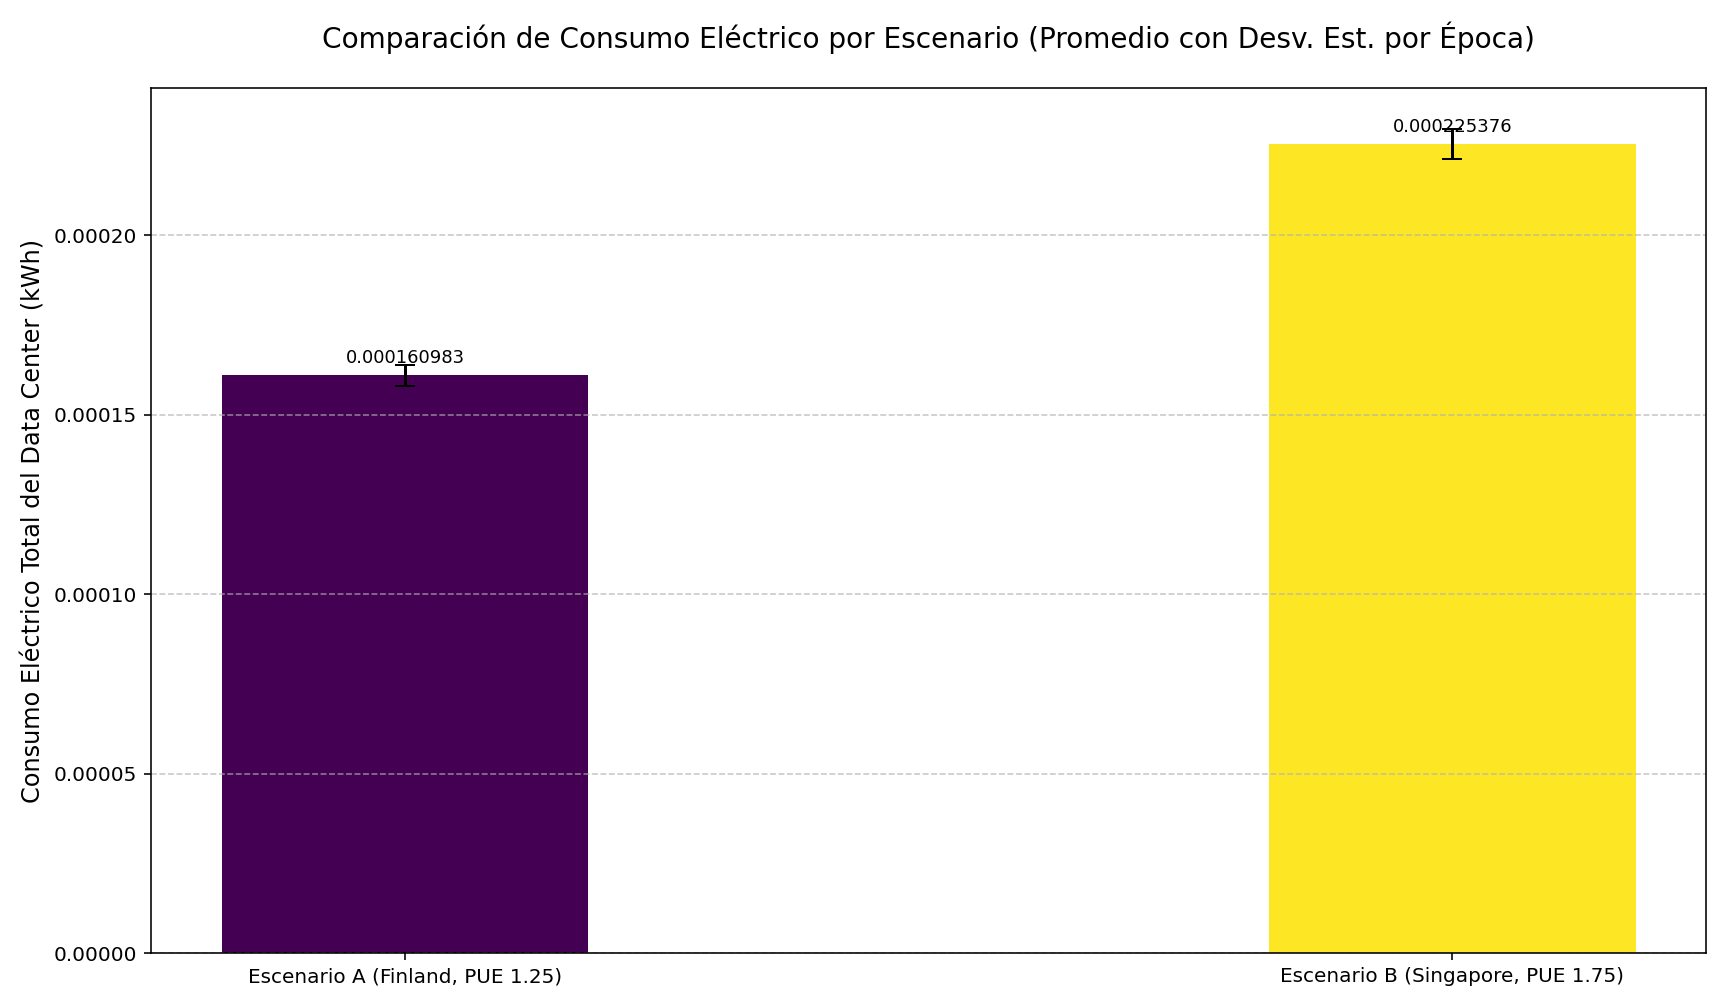 Comparación de Consumo Eléctrico por Escenario (Promedio con Desv. Est. por Época)
Consumo Eléctrico Total del Data Center (kWh)
0.00020
0.00015
0.00010
0.00005
0.00000
0.000160983
0.000225376
Escenario A (Finland, PUE 1.25)
Escenario B (Singapore, PUE 1.75)